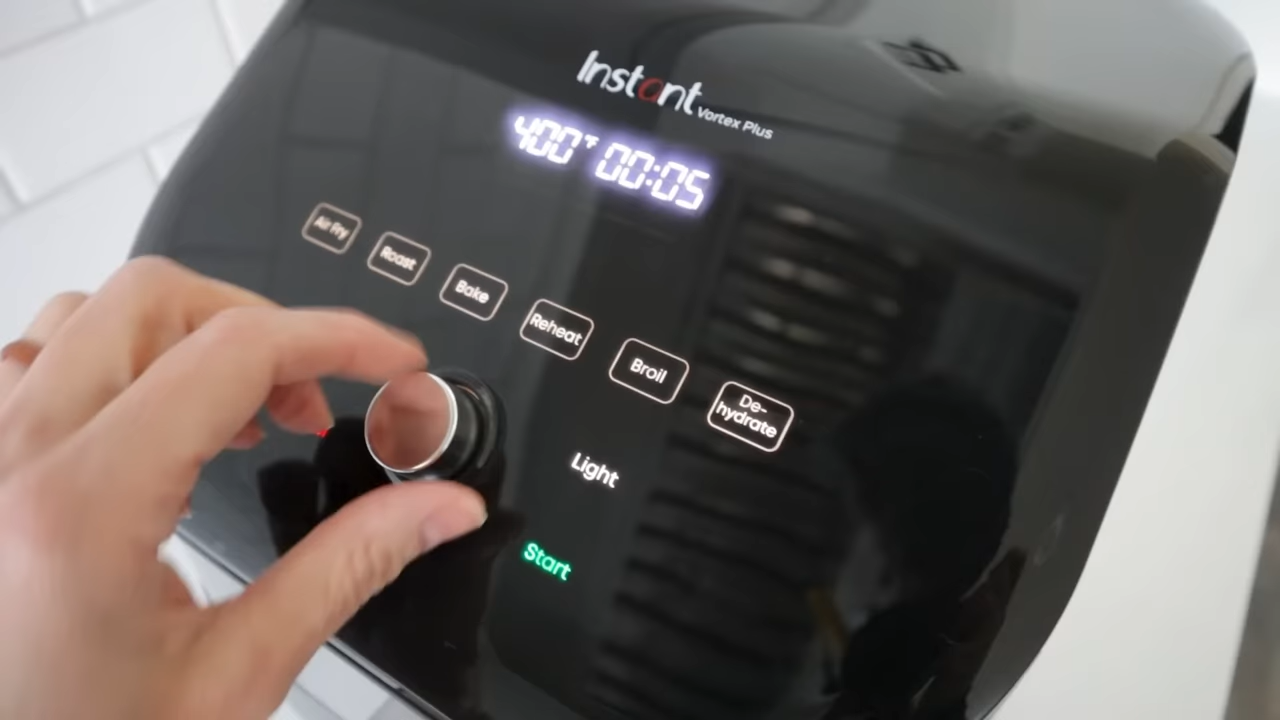 Instant Vortex Plus
400°F 00:05
Air Fry
Roast
Bake
Reheat
Broil
De-
hydrate
Light
Start